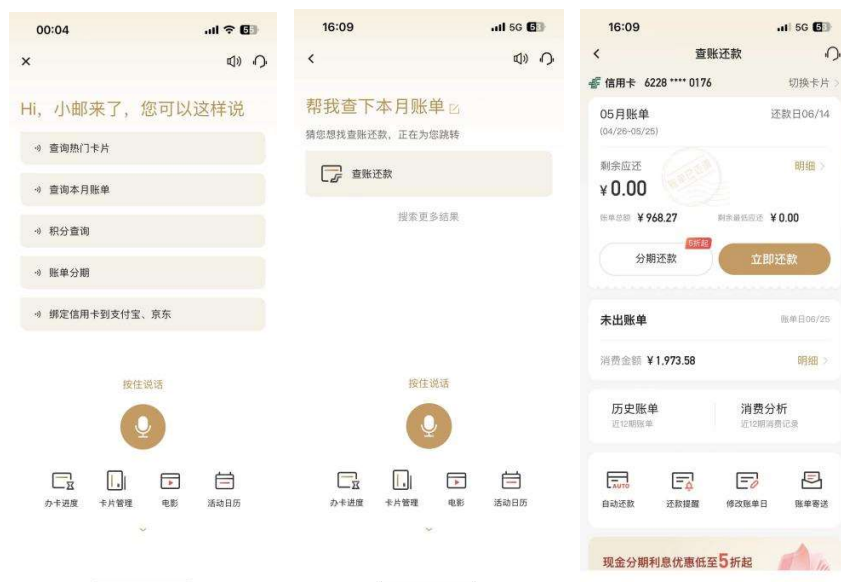 00:04
5G
Hi，小邮来了，您可以这样说
查询热门卡片
查询本月账单
积分查询
账单分期
绑定信用卡到支付宝、京东
按住说话
办卡进度
卡片管理
电影
活动日历
16:09
5G
帮我查下本月账单
猜您想找查账还款，正在为您跳转
查账还款
搜索更多结果
按住说话
办卡进度
卡片管理
电影
活动日历
16:09
5G
查账还款
信用卡 6228 **** 0176
切换卡片
05月账单
还款日06/14
(04/26-05/25)
剩余应还
明细
¥ 0.00
账单总额 ¥ 968.27
剩余最低应还 ¥ 0.00
5折起
分期还款
立即还款
未出账单
账单日06/25
消费金额 ¥ 1,973.58
明细
历史账单
近12期账单
消费分析
近12期消费记录
AUTO
自动还款
还款提醒
修改账单日
账单寄送
现金分期利息优惠低至5折起